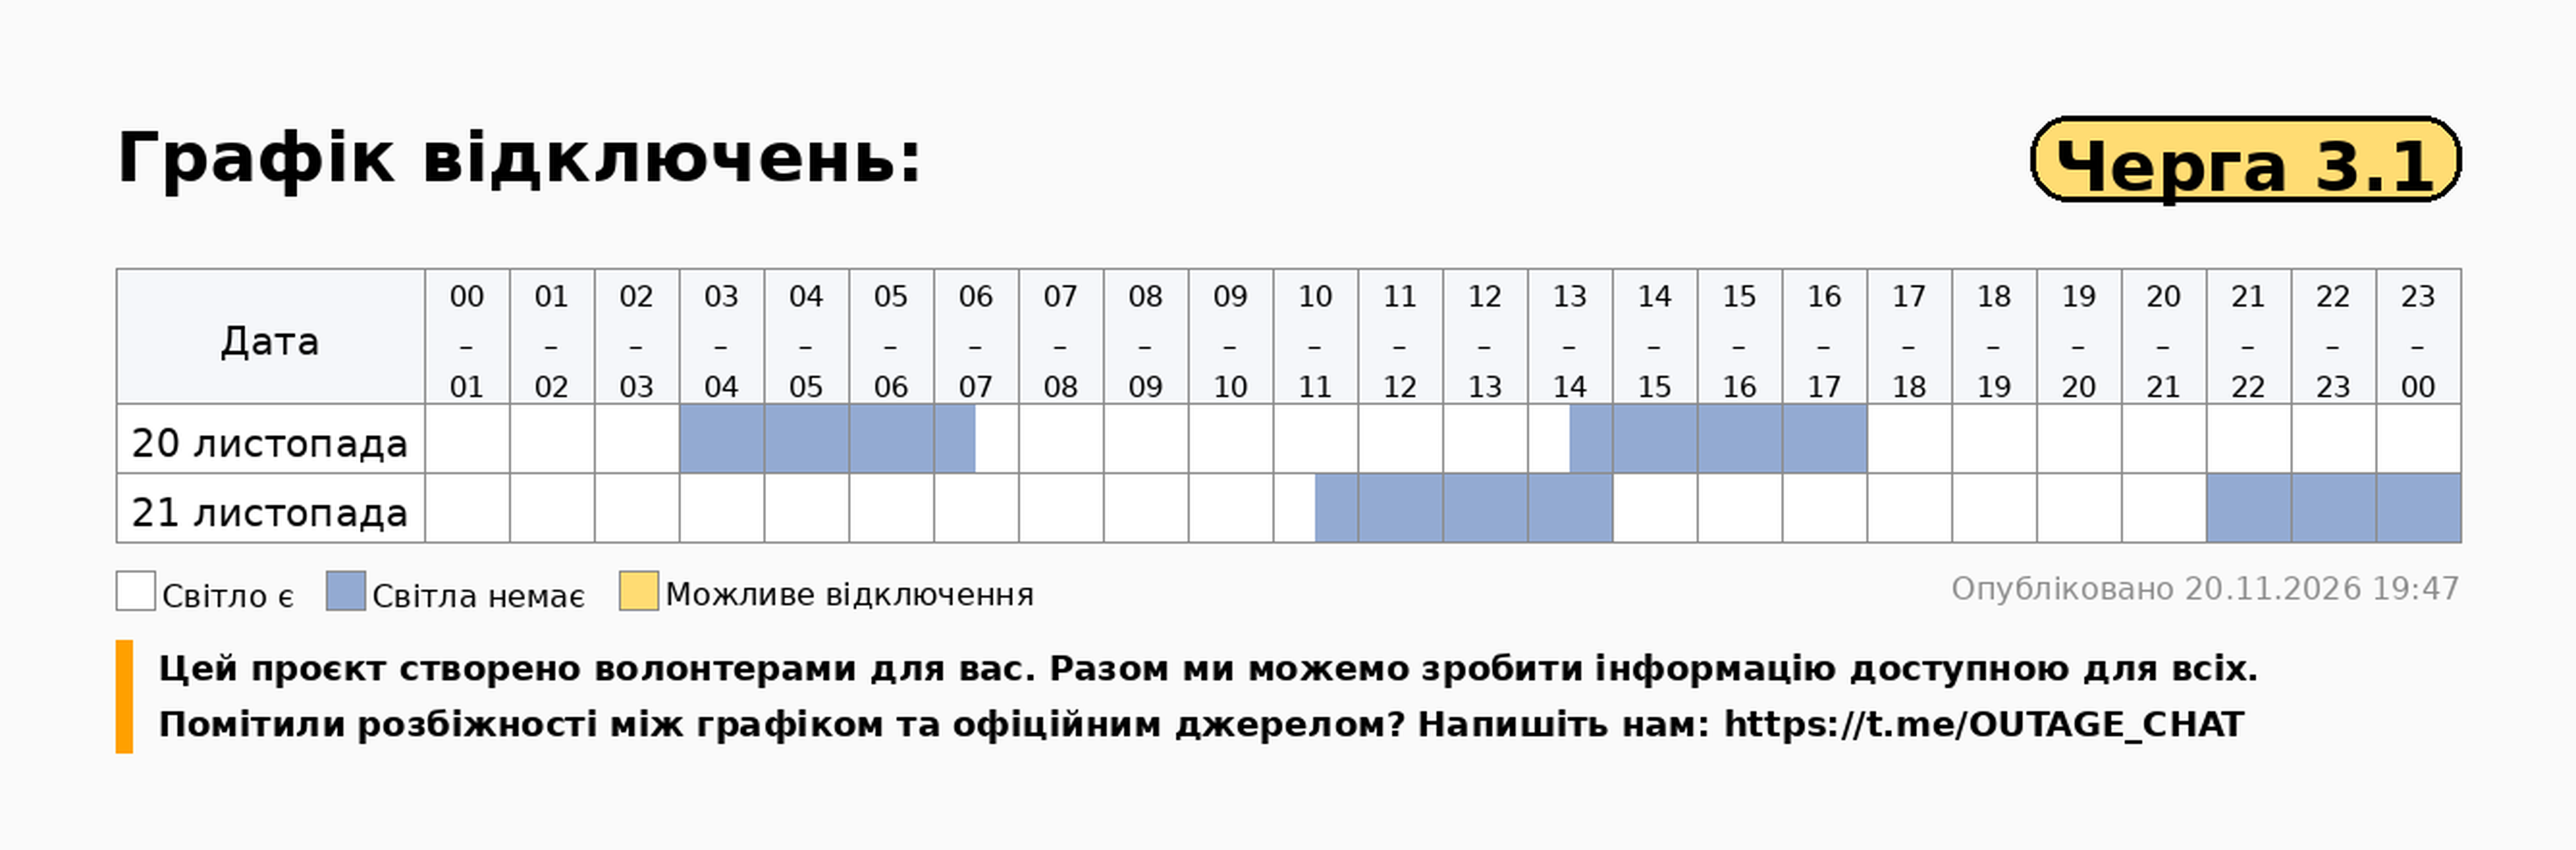 Графік відключень:
Черга 3.1
Дата 00 – 01 01 – 02 02 – 03 03 – 04 04 – 05 05 – 06 06 – 07 07 – 08 08 – 09 09 – 10 10 – 11 11 – 12 12 – 13 13 – 14 14 – 15 15 – 16 16 – 17 17 – 18 18 – 19 19 – 20 20 – 21 21 – 22 22 – 23 23 – 00
20 листопада
21 листопада
Світло є Світла немає Можливе відключення
Опубліковано 20.11.2026 19:47
Цей проєкт створено волонтерами для вас. Разом ми можемо зробити інформацію доступною для всіх.
Помітили розбіжності між графіком та офіційним джерелом? Напишіть нам: https://t.me/OUTAGE_CHAT